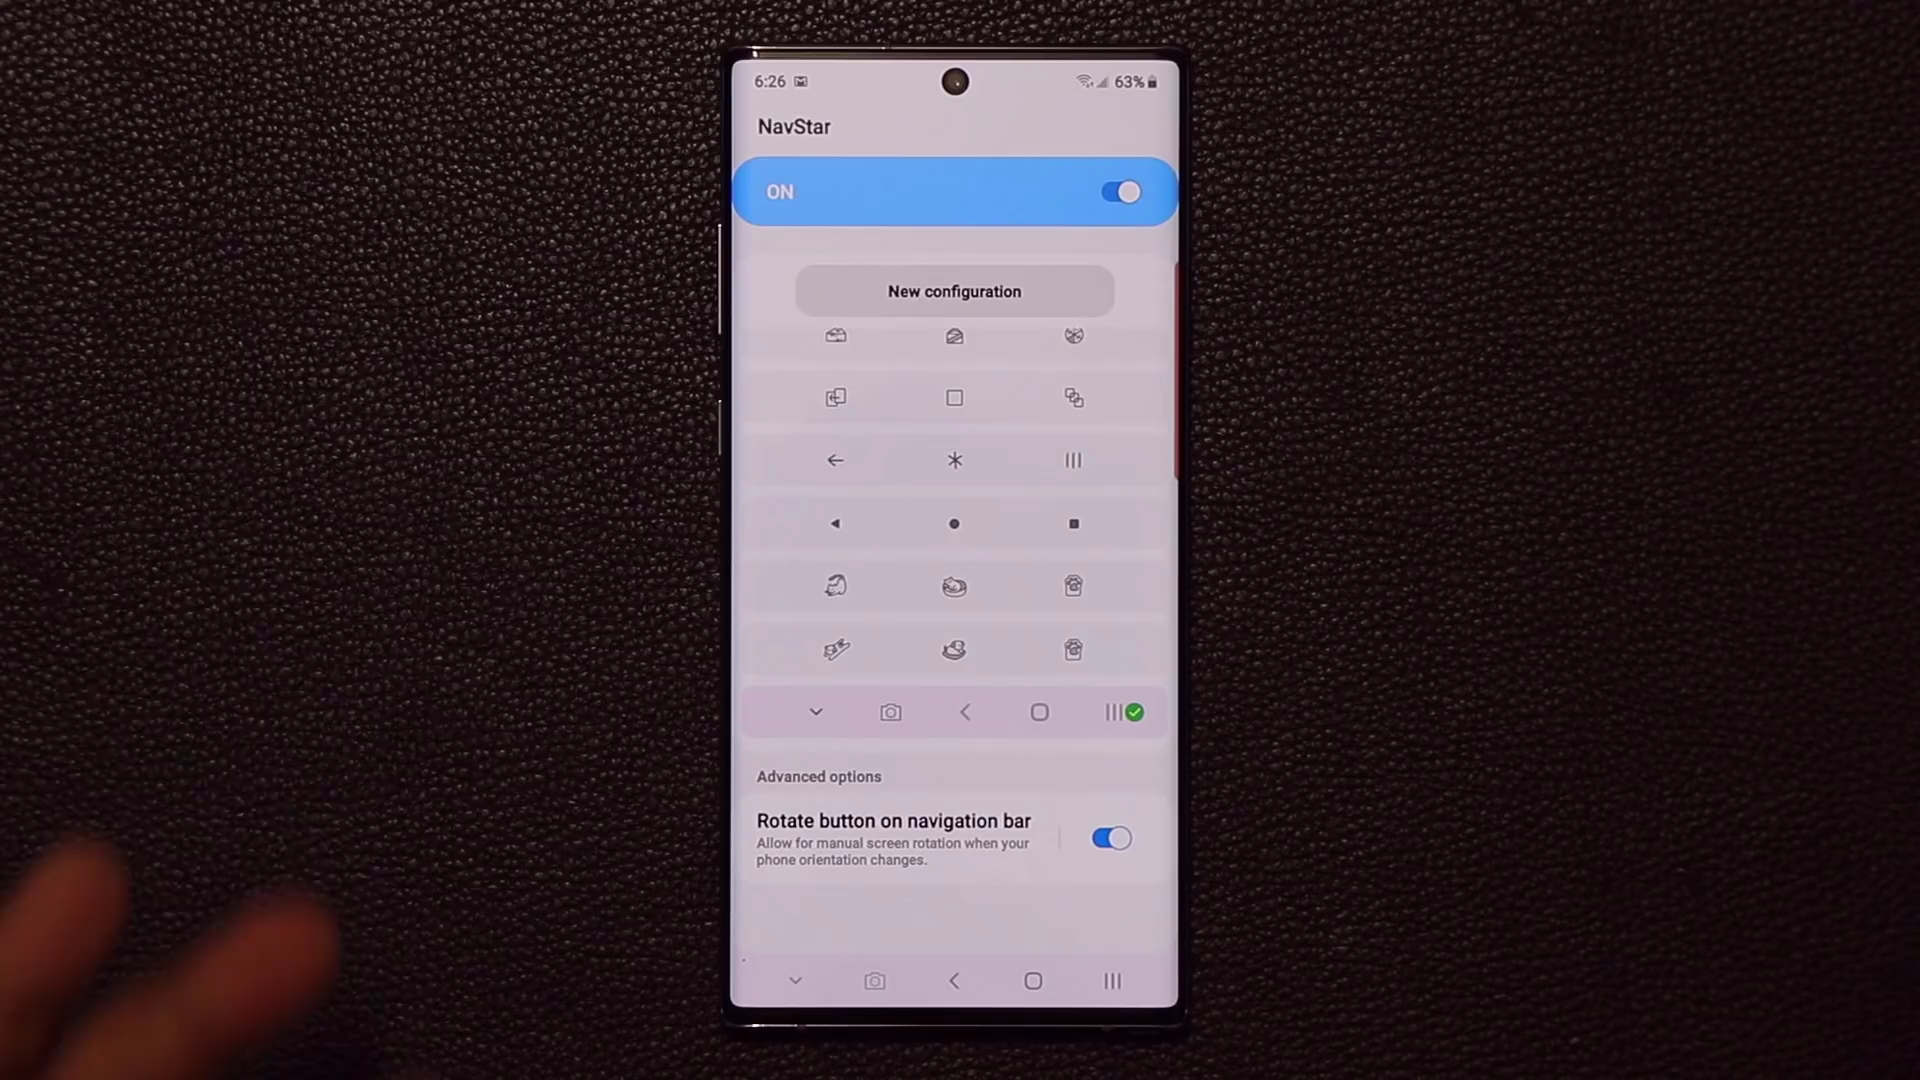 6:26
63%
NavStar
ON
New configuration
Advanced options
Rotate button on navigation bar
Allow for manual screen rotation when your
phone orientation changes.